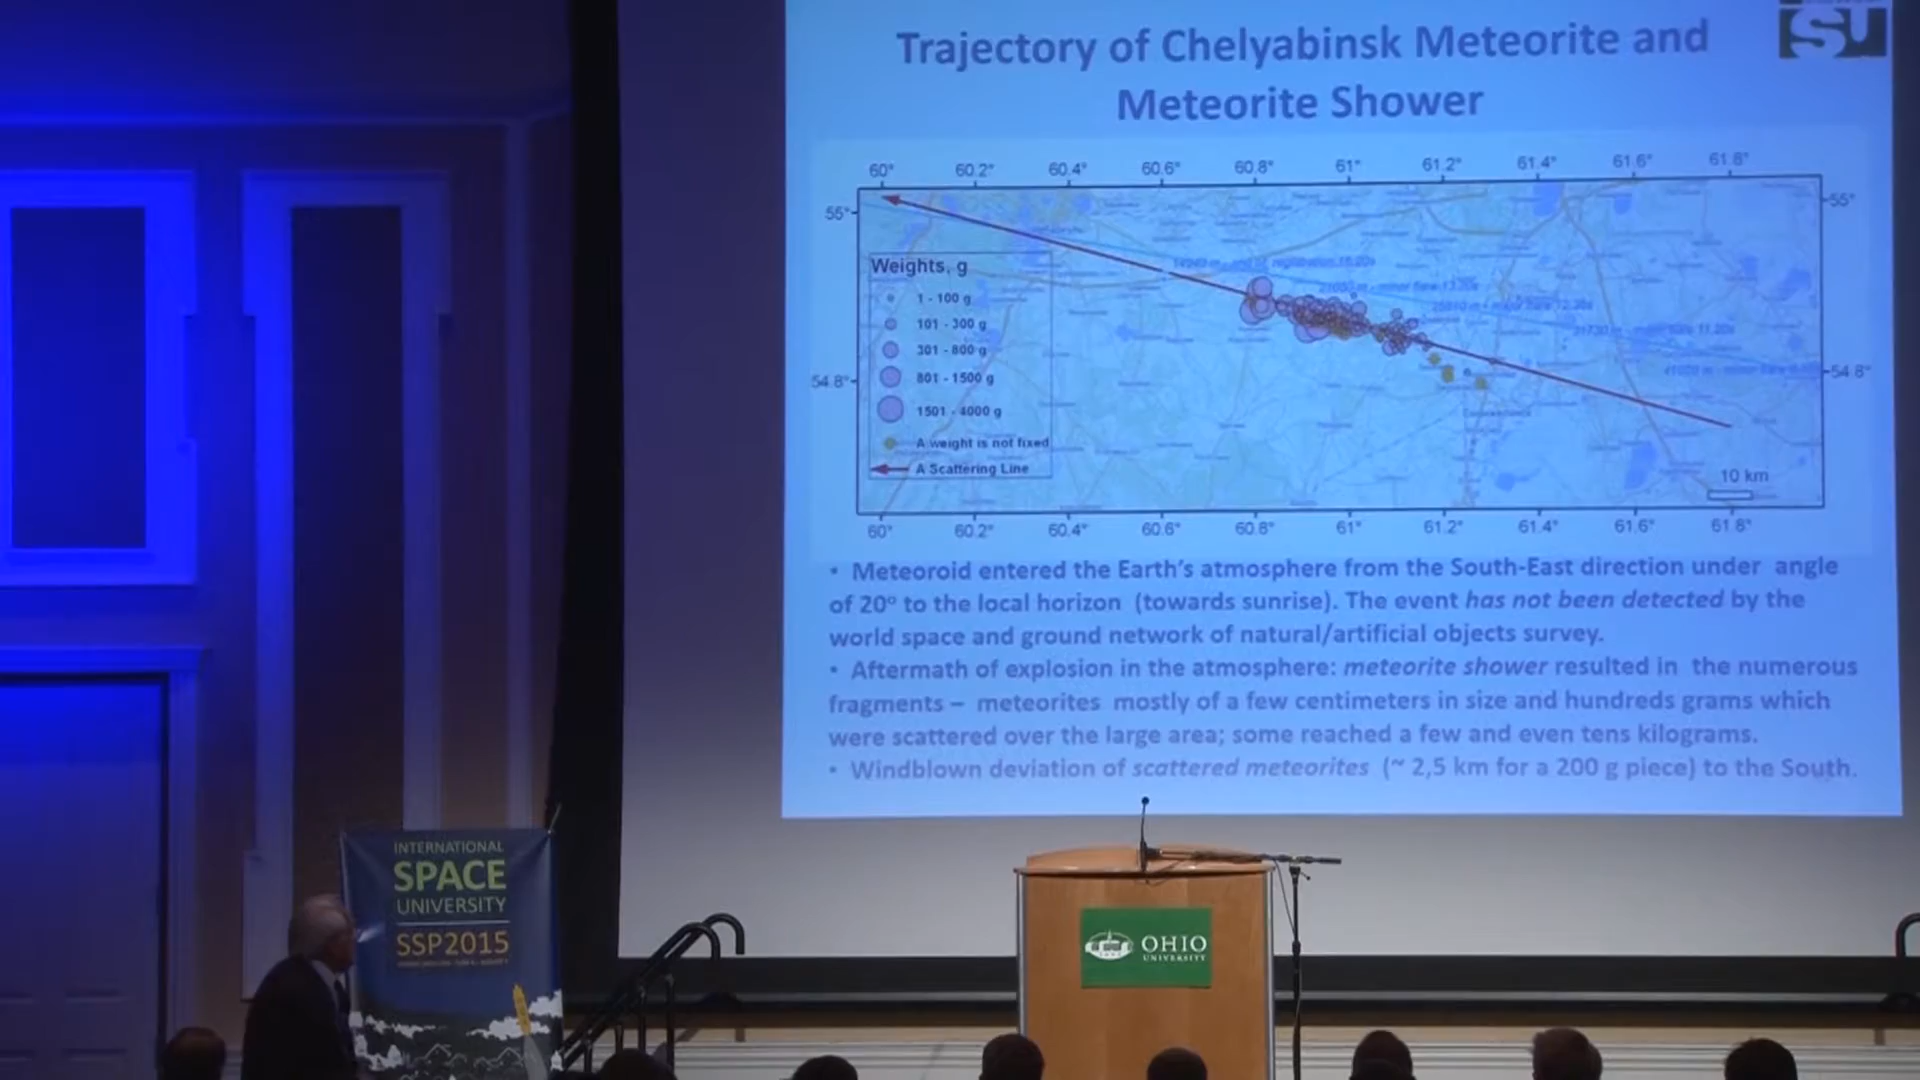 Trajectory of Chelyabinsk Meteorite and
Meteorite Shower
ISU
60° 60.2° 60.4° 60.6° 60.8° 61° 61.2° 61.4° 61.6° 61.8°
55° 55°
Weights, g
1 - 100 g
101 - 300 g
301 - 800 g
801 - 1500 g
1501 - 4000 g
A weight is not fixed
A Scattering Line
54.8° 54.8°
10 km
60° 60.2° 60.4° 60.6° 60.8° 61° 61.2° 61.4° 61.6° 61.8°
• Meteoroid entered the Earth's atmosphere from the South-East direction under angle
of 20° to the local horizon (towards sunrise). The event has not been detected by the
world space and ground network of natural/artificial objects survey.
• Aftermath of explosion in the atmosphere: meteorite shower resulted in the numerous
fragments – meteorites mostly of a few centimeters in size and hundreds grams which
were scattered over the large area; some reached a few and even tens kilograms.
• Windblown deviation of scattered meteorites (~ 2,5 km for a 200 g piece) to the South.
INTERNATIONAL
SPACE
UNIVERSITY
SSP2015
OHIO
UNIVERSITY